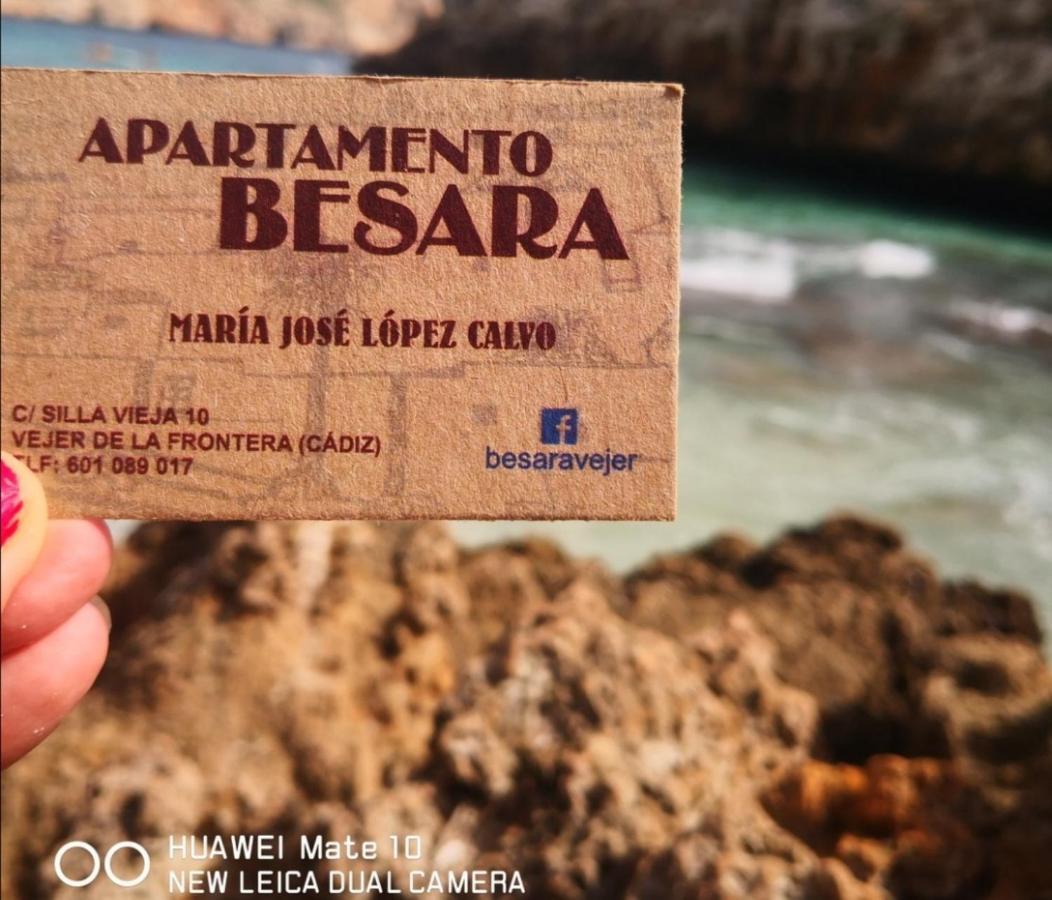 APARTAMENTO
BESARA
MARÍA JOSÉ LÓPEZ CALVO
C/ SILLA VIEJA 10
VEJER DE LA FRONTERA (CÁDIZ)
TLF: 601 089 017
f
besaravejer
HUAWEI Mate 10
NEW LEICA DUAL CAMERA